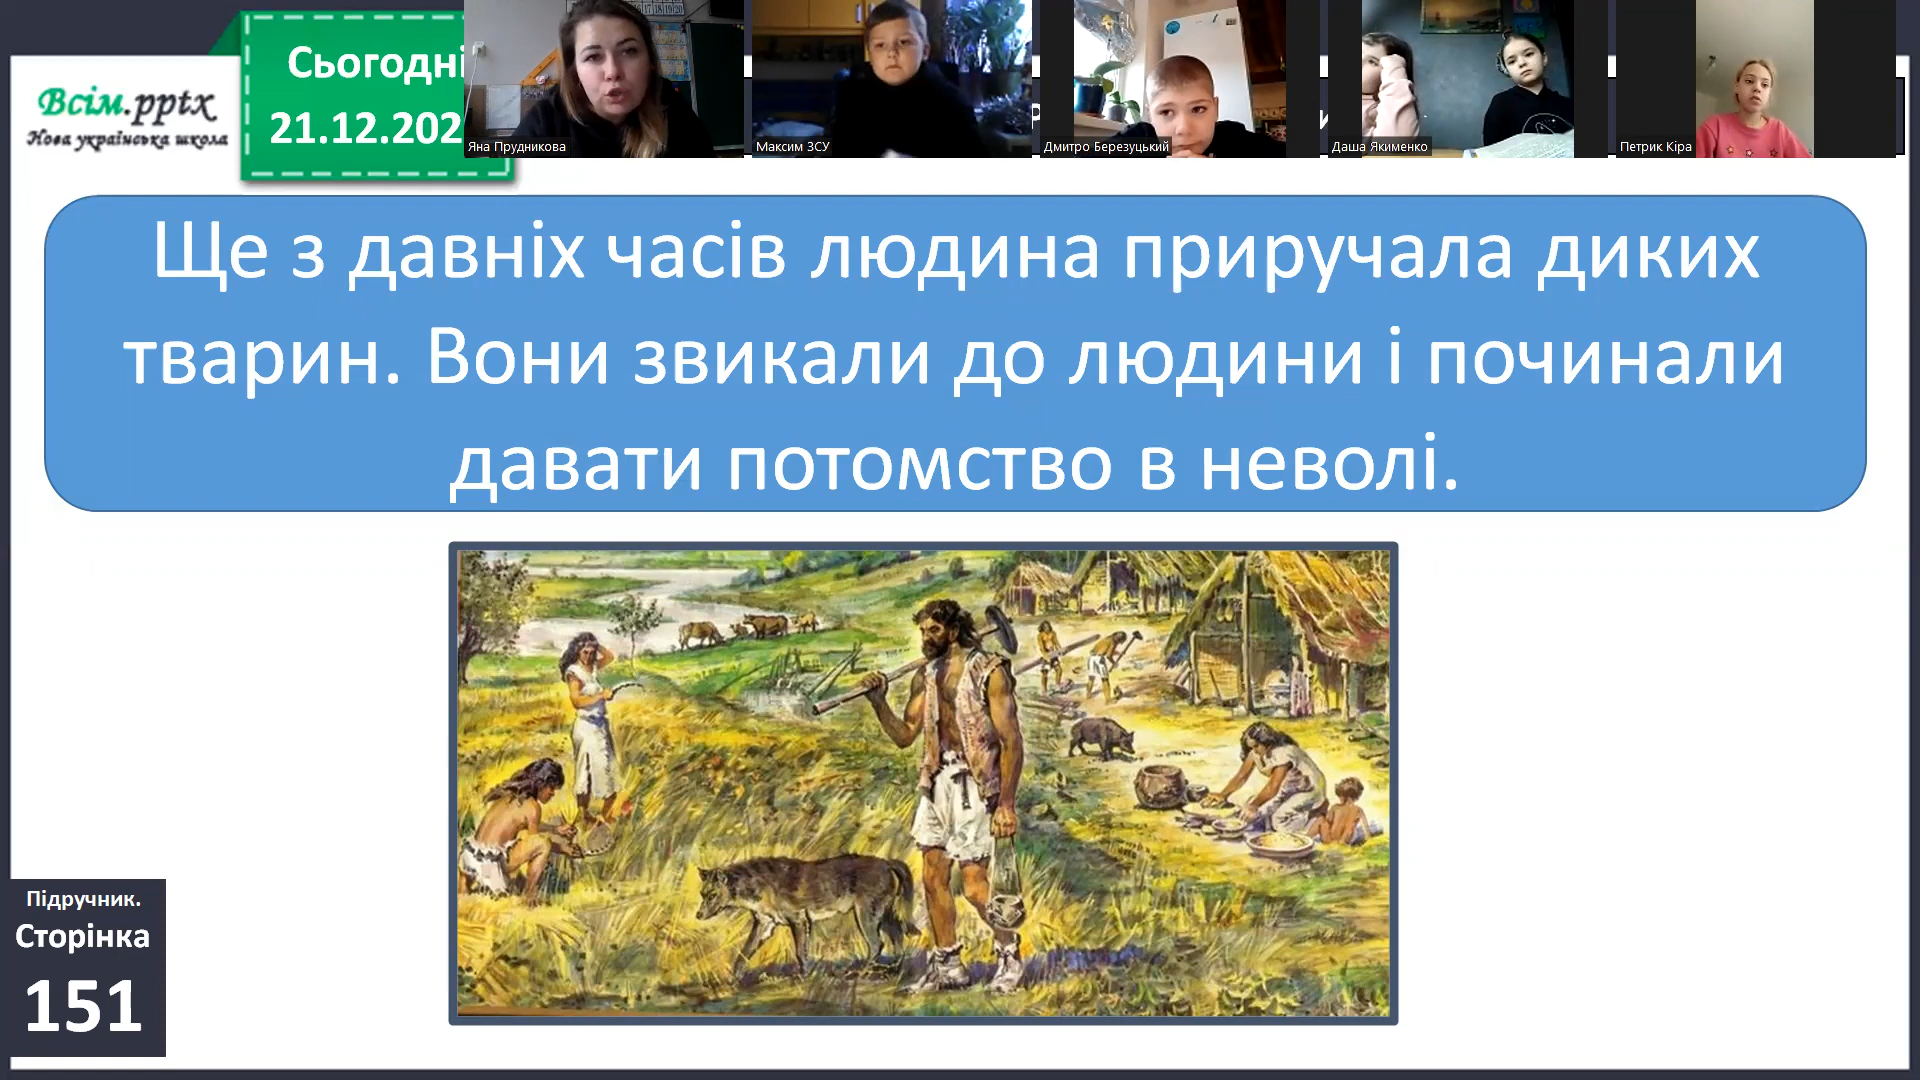 Всім.pptx
Нова українська школа
Сьогодні
21.12.202
Яна Прудникова
Максим ЗСУ
Дмитро Березуцький
Даша Якименко
Петрик Кіра
Ще з давніх часів людина приручала диких
тварин. Вони звикали до людини і починали
давати потомство в неволі.
Підручник.
Сторінка
151